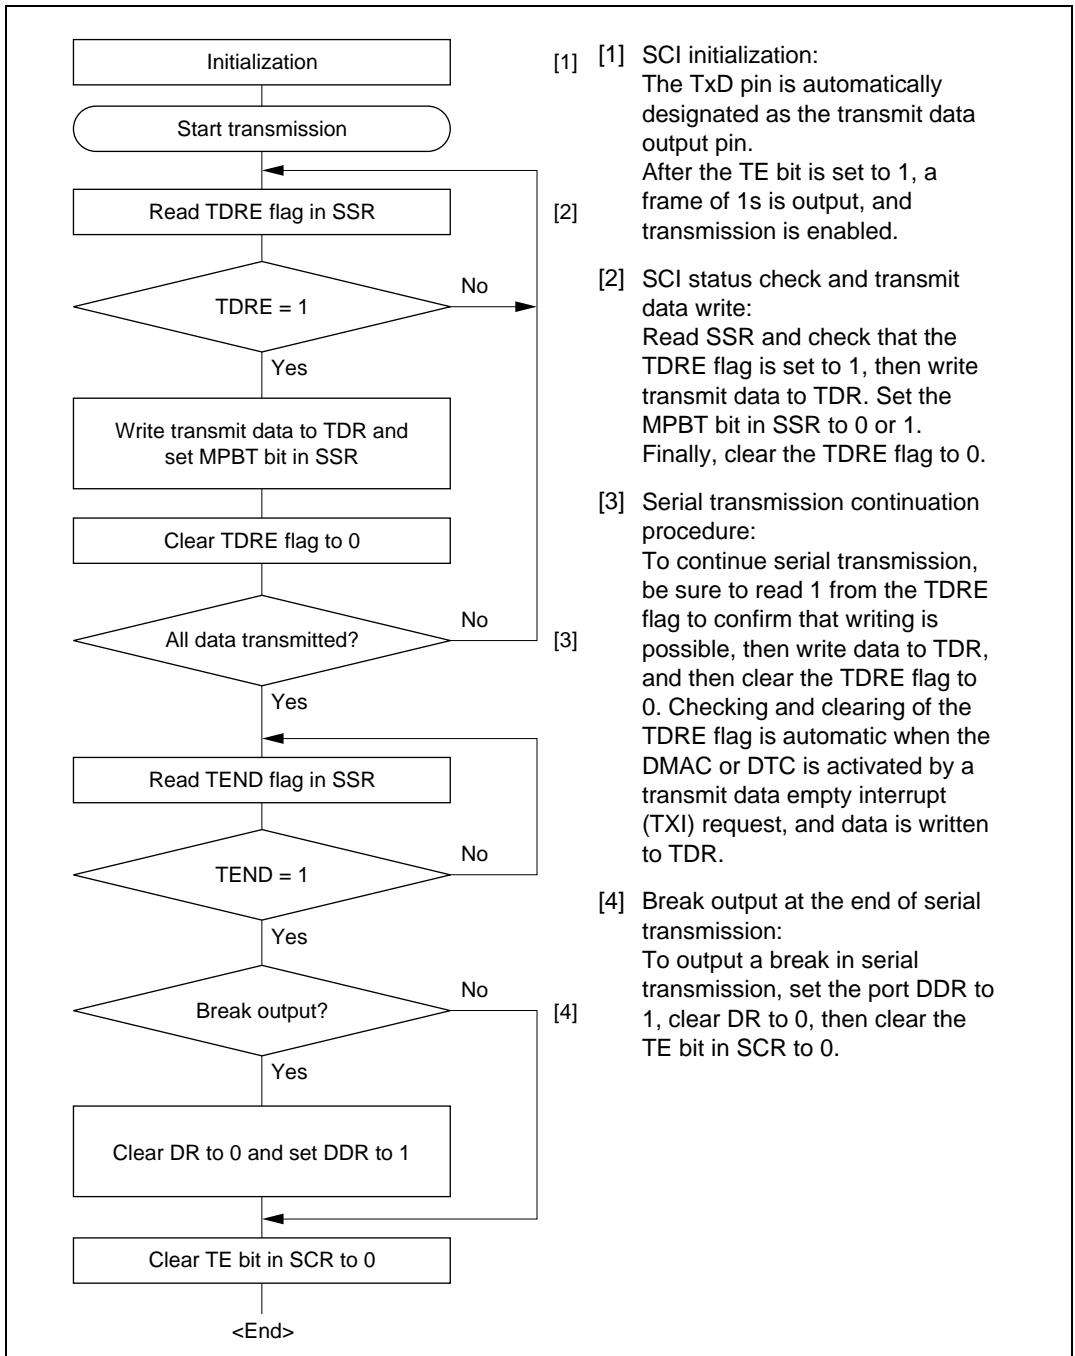 Initialization
[1]
Start transmission
Read TDRE flag in SSR
[2]
No
TDRE = 1
Yes
Write transmit data to TDR and
set MPBT bit in SSR
Clear TDRE flag to 0
No
All data transmitted?
[3]
Yes
Read TEND flag in SSR
No
TEND = 1
Yes
No
Break output?
[4]
Yes
Clear DR to 0 and set DDR to 1
Clear TE bit in SCR to 0
<End>
[1] SCI initialization:
The TxD pin is automatically
designated as the transmit data
output pin.
After the TE bit is set to 1, a
frame of 1s is output, and
transmission is enabled.
[2] SCI status check and transmit
data write:
Read SSR and check that the
TDRE flag is set to 1, then write
transmit data to TDR. Set the
MPBT bit in SSR to 0 or 1.
Finally, clear the TDRE flag to 0.
[3] Serial transmission continuation
procedure:
To continue serial transmission,
be sure to read 1 from the TDRE
flag to confirm that writing is
possible, then write data to TDR,
and then clear the TDRE flag to
0. Checking and clearing of the
TDRE flag is automatic when the
DMAC or DTC is activated by a
transmit data empty interrupt
(TXI) request, and data is written
to TDR.
[4] Break output at the end of serial
transmission:
To output a break in serial
transmission, set the port DDR to
1, clear DR to 0, then clear the
TE bit in SCR to 0.